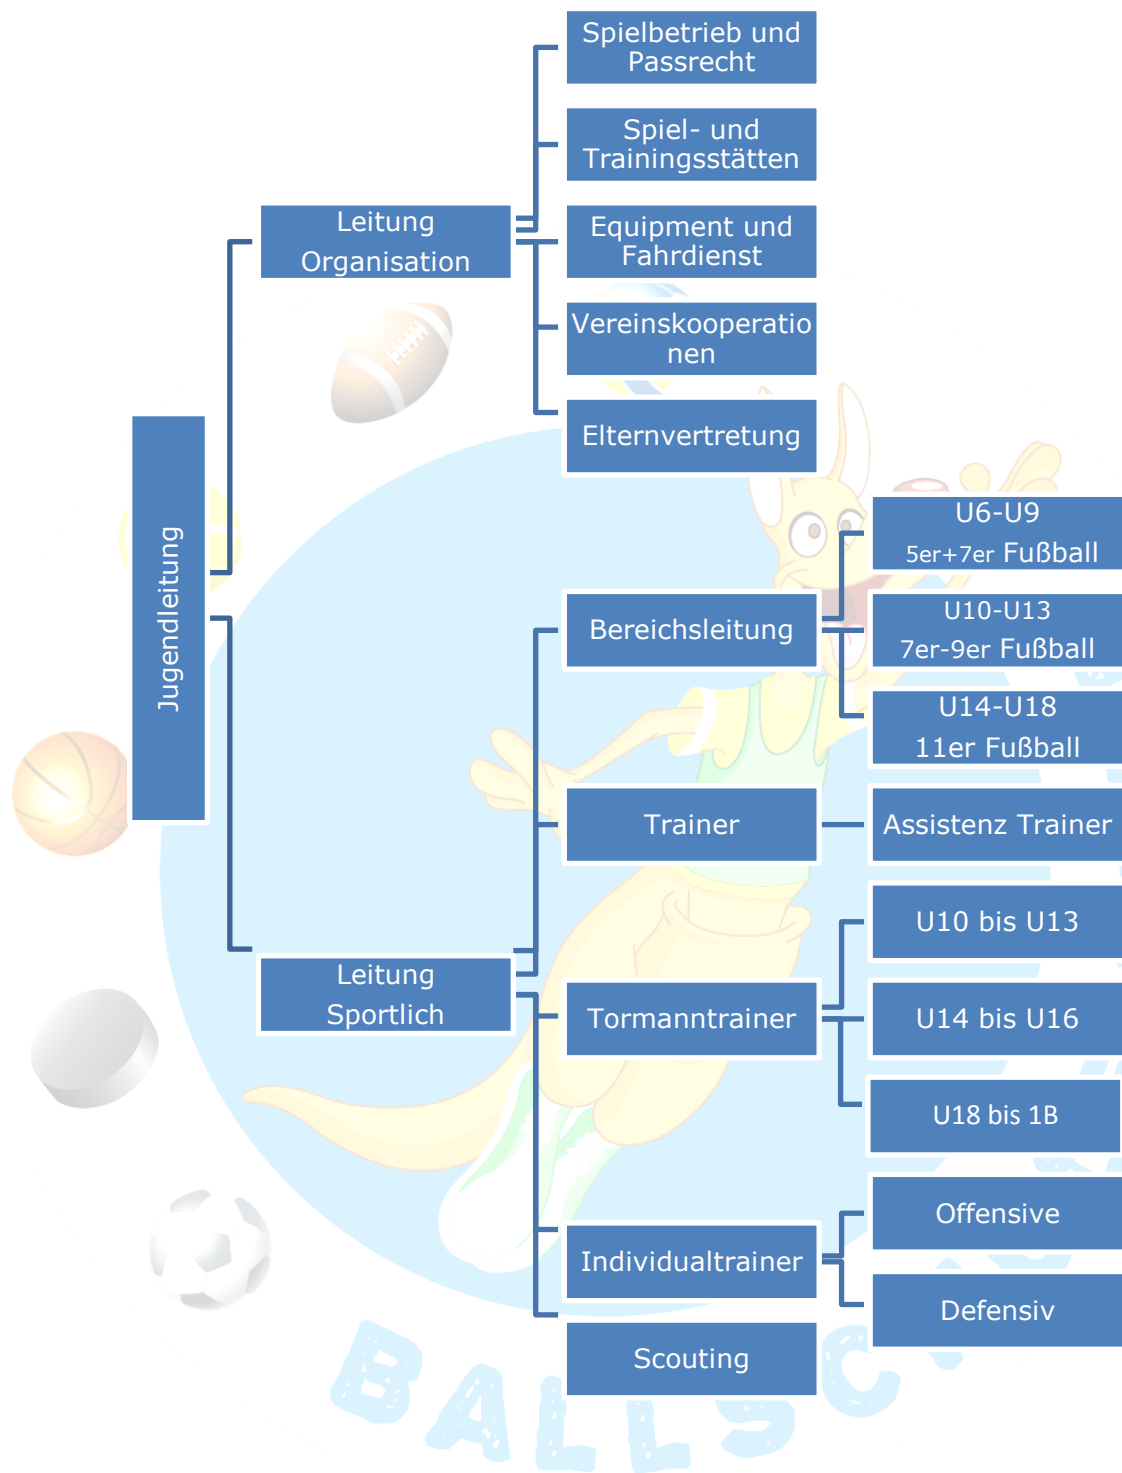 Spielbetrieb und
Passrecht
Spiel- und
Trainingsstätten
Leitung
Organisation
Equipment und
Fahrdienst
Vereinskooperatio
nen
Elternvertretung
Jugendleitung
U6-U9
5er+7er Fußball
Bereichsleitung
U10-U13
7er-9er Fußball
U14-U18
11er Fußball
Trainer
Assistenz Trainer
U10 bis U13
Leitung
Sportlich
Tormanntrainer
U14 bis U16
U18 bis 1B
Offensive
Individualtrainer
Defensiv
Scouting
BALLSC